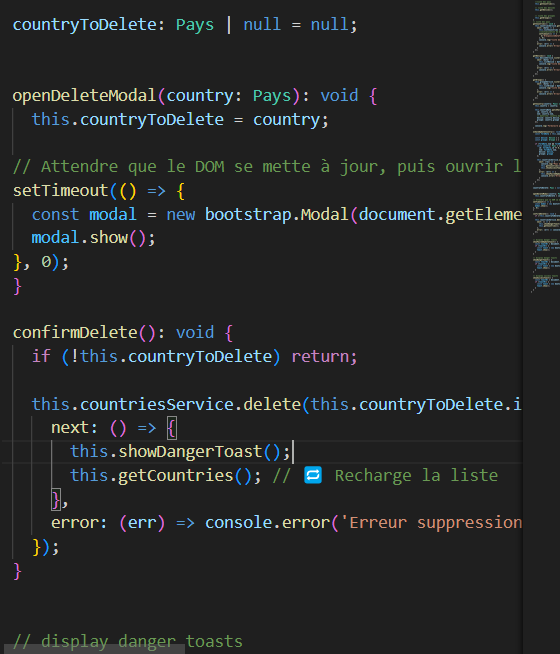 countryToDelete: Pays | null = null;
openDeleteModal(country: Pays): void {
this.countryToDelete = country;
// Attendre que le DOM se mette à jour, puis ouvrir l
setTimeout(() => {
const modal = new bootstrap.Modal(document.getEleme
modal.show();
}, 0);
}
confirmDelete(): void {
if (!this.countryToDelete) return;
this.countriesService.delete(this.countryToDelete.i
next: () => {
this.showDangerToast();
this.getCountries(); // 🔁 Recharge la liste
},
error: (err) => console.error('Erreur suppression
});
}
// display danger toasts